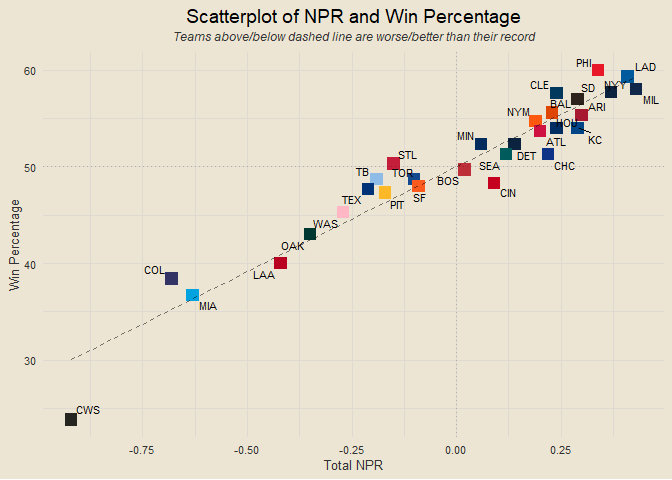 Scatterplot of NPR and Win Percentage
Teams above/below dashed line are worse/better than their record
Win Percentage
60
50
40
30
PHI
LAD
CLE
SD
NYY
MIL
BAL
ARI
NYM
HOU
KC
MIN
ATL
STL
DET
CHC
TB
TOR
SEA
BOS
CIN
TEX
PIT
SF
WAS
OAK
COL
LAA
MIA
CWS
-0.75
-0.50
-0.25
0.00
0.25
Total NPR